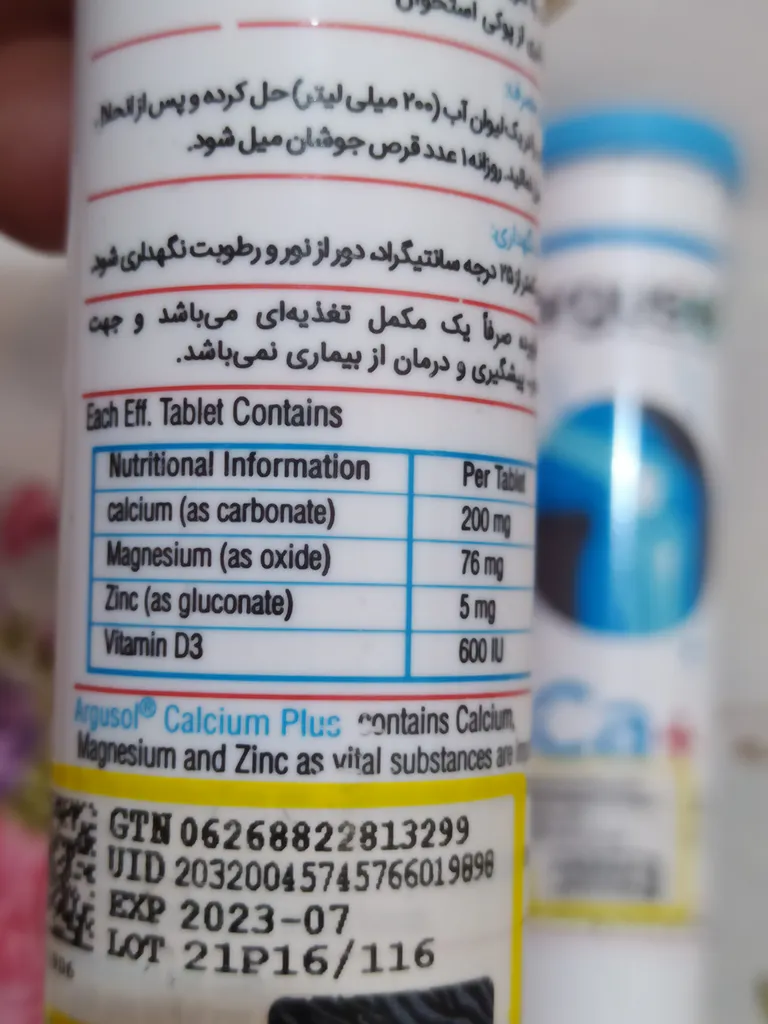 از پوکی استخوان
یک لیوان آب (۲۰۰ میلی لیتر) حل کرده و پس از انحلال
روزانه ۱ عدد قرص جوشان میل شود.
۲۵ درجه سانتیگراد، دور از نور و رطوبت نگهداری شود.
صرفاً یک مکمل تغذیه‌ای می‌باشد و جهت
پیشگیری و درمان از بیماری نمی‌باشد.
Each Eff. Tablet Contains
Nutritional Information Per Tablet
calcium (as carbonate) 200 mg
Magnesium (as oxide) 76 mg
Zinc (as gluconate) 5 mg
Vitamin D3 600 IU
Argusol® Calcium Plus contains Calcium,
Magnesium and Zinc as vital substances are
GTN 06268822813299
UID 20320045745766019898
EXP 2023-07
LOT 21P16/116
Ca+